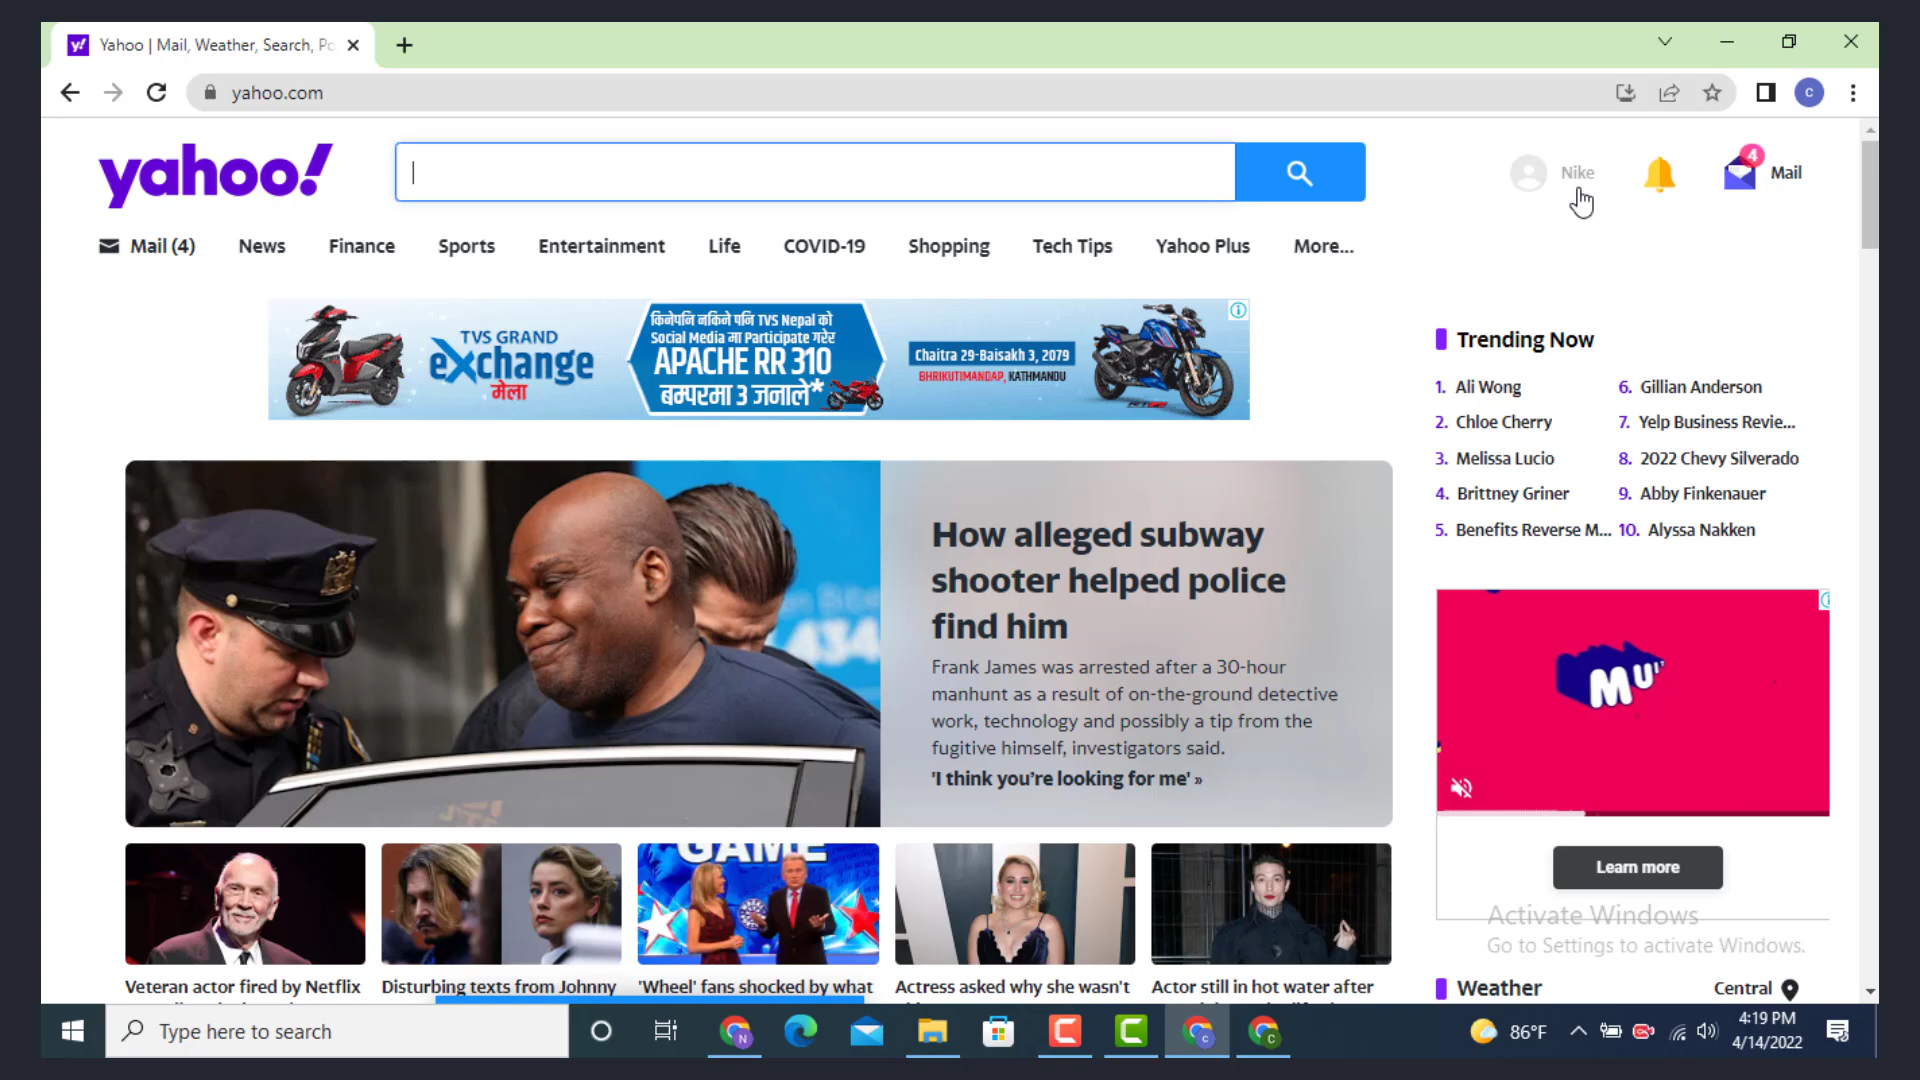 Yahoo | Mail, Weather, Search, Po
yahoo.com
c
yahoo!
Nike
4
Mail
Mail (4) News Finance Sports Entertainment Life COVID-19 Shopping Tech Tips Yahoo Plus More...
TVS GRAND
exchange
मेला
किनेपनि नकिने पनि TVS Nepal को
Social Media मा Participate गरेर
APACHE RR 310
बम्परमा 3 जनाले*
Chaitra 29-Baisakh 3, 2079
BHRIKUTIMANDAP, KATHMANDU
Trending Now
1. Ali Wong
2. Chloe Cherry
3. Melissa Lucio
4. Brittney Griner
5. Benefits Reverse M...
6. Gillian Anderson
7. Yelp Business Revie...
8. 2022 Chevy Silverado
9. Abby Finkenauer
10. Alyssa Nakken
434
How alleged subway
shooter helped police
find him
Frank James was arrested after a 30-hour
manhunt as a result of on-the-ground detective
work, technology and possibly a tip from the
fugitive himself, investigators said.
'I think you're looking for me' »
MU
Learn more
Activate Windows
Go to Settings to activate Windows.
GAME
Veteran actor fired by Netflix
Disturbing texts from Johnny
'Wheel' fans shocked by what
Actress asked why she wasn't
Actor still in hot water after
Weather
Central
Type here to search
N
c
C
86°F
4:19 PM
4/14/2022